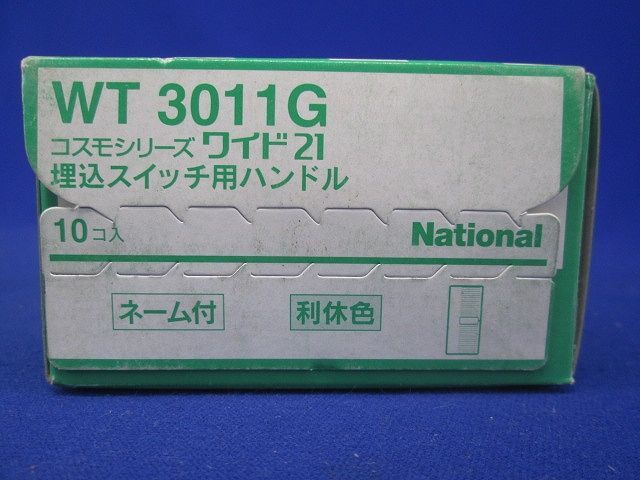 WT 3011G
コスモシリーズ ワイド21
埋込スイッチ用ハンドル
10コ入 National
ネーム付 利休色